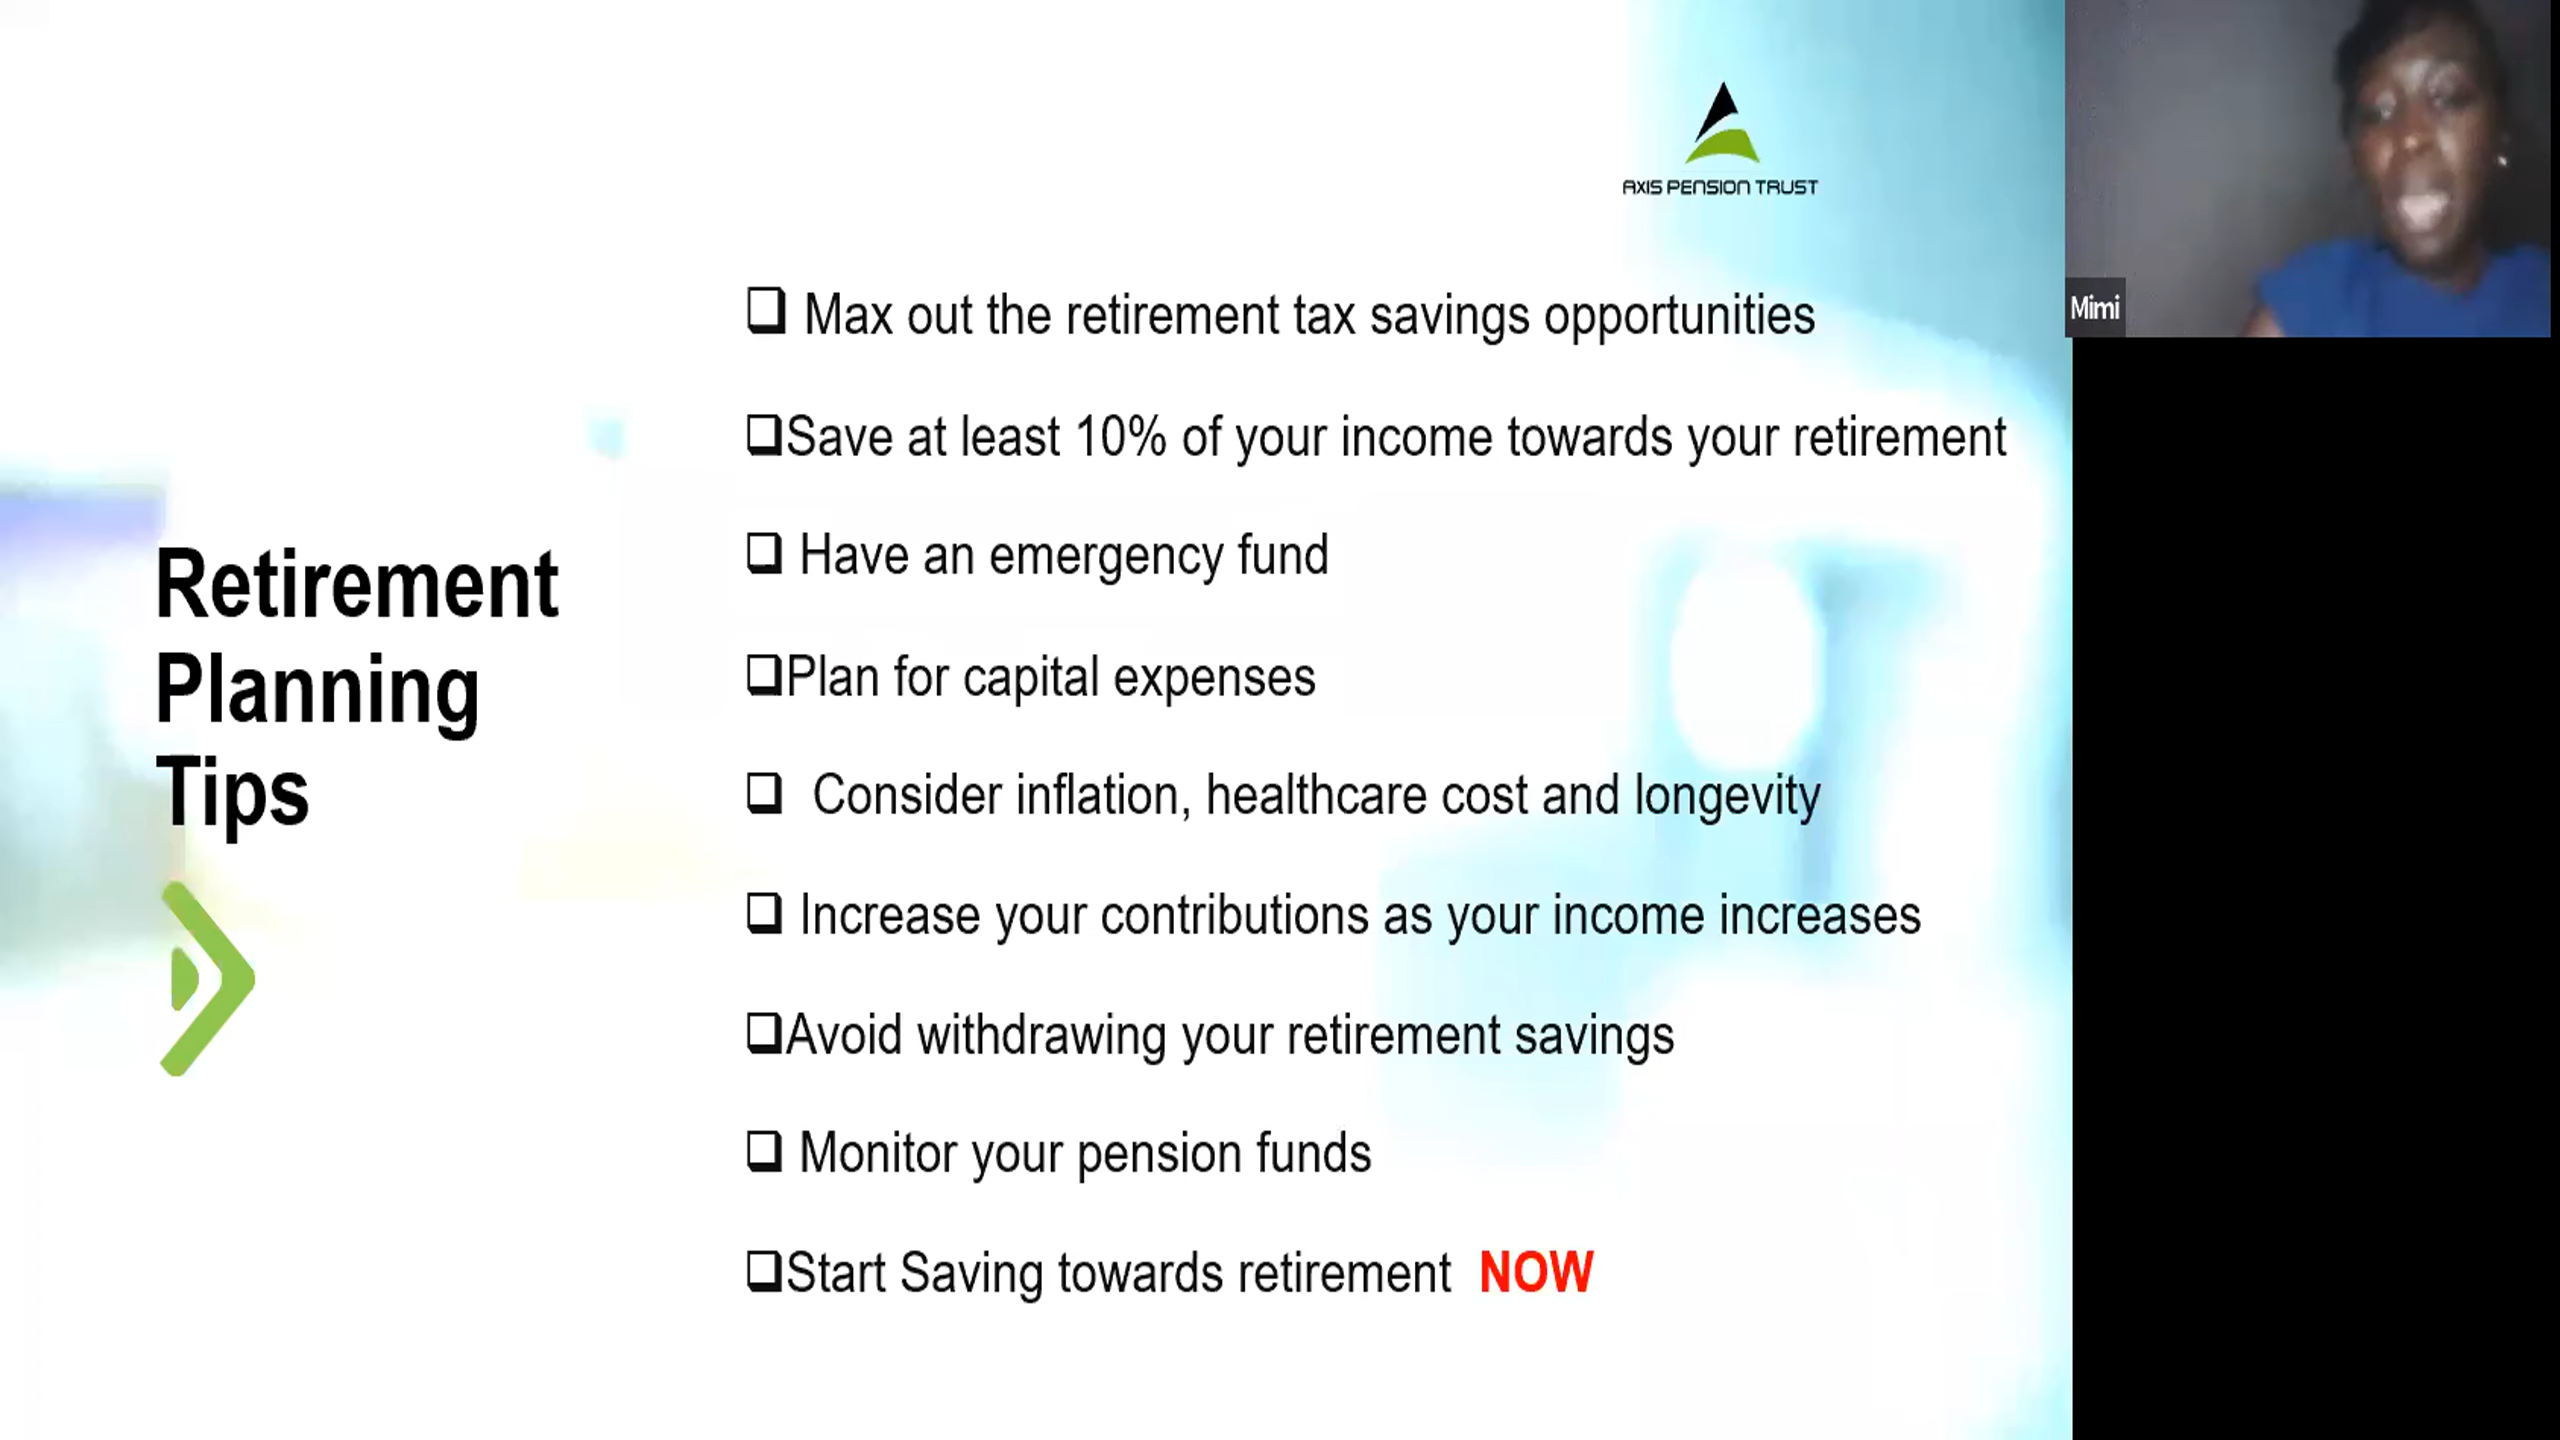 AXIS PENSION TRUST
Mimi
Retirement
Planning
Tips
❑ Max out the retirement tax savings opportunities
❑Save at least 10% of your income towards your retirement
❑ Have an emergency fund
❑Plan for capital expenses
❑ Consider inflation, healthcare cost and longevity
❑ Increase your contributions as your income increases
❑Avoid withdrawing your retirement savings
❑ Monitor your pension funds
❑Start Saving towards retirement NOW